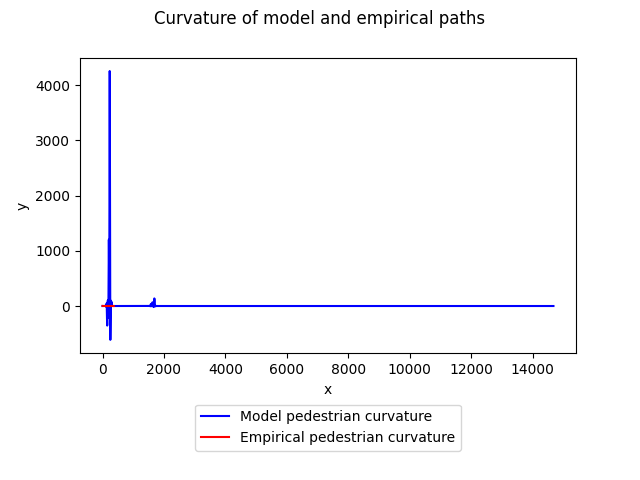 Curvature of model and empirical paths
4000
3000
2000
1000
0
y
0 2000 4000 6000 8000 10000 12000 14000
x
Model pedestrian curvature
Empirical pedestrian curvature